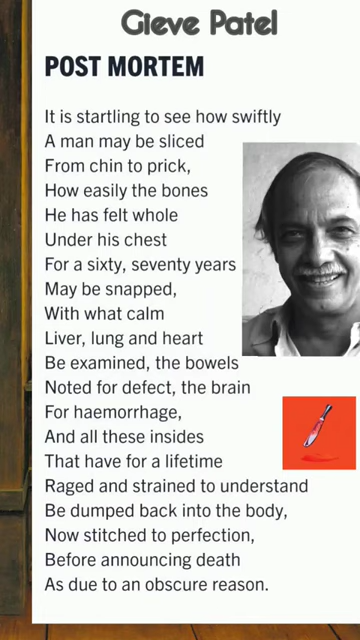 Gieve Patel
POST MORTEM
It is startling to see how swiftly
A man may be sliced
From chin to prick,
How easily the bones
He has felt whole
Under his chest
For a sixty, seventy years
May be snapped,
With what calm
Liver, lung and heart
Be examined, the bowels
Noted for defect, the brain
For haemorrhage,
And all these insides
That have for a lifetime
Raged and strained to understand
Be dumped back into the body,
Now stitched to perfection,
Before announcing death
As due to an obscure reason.